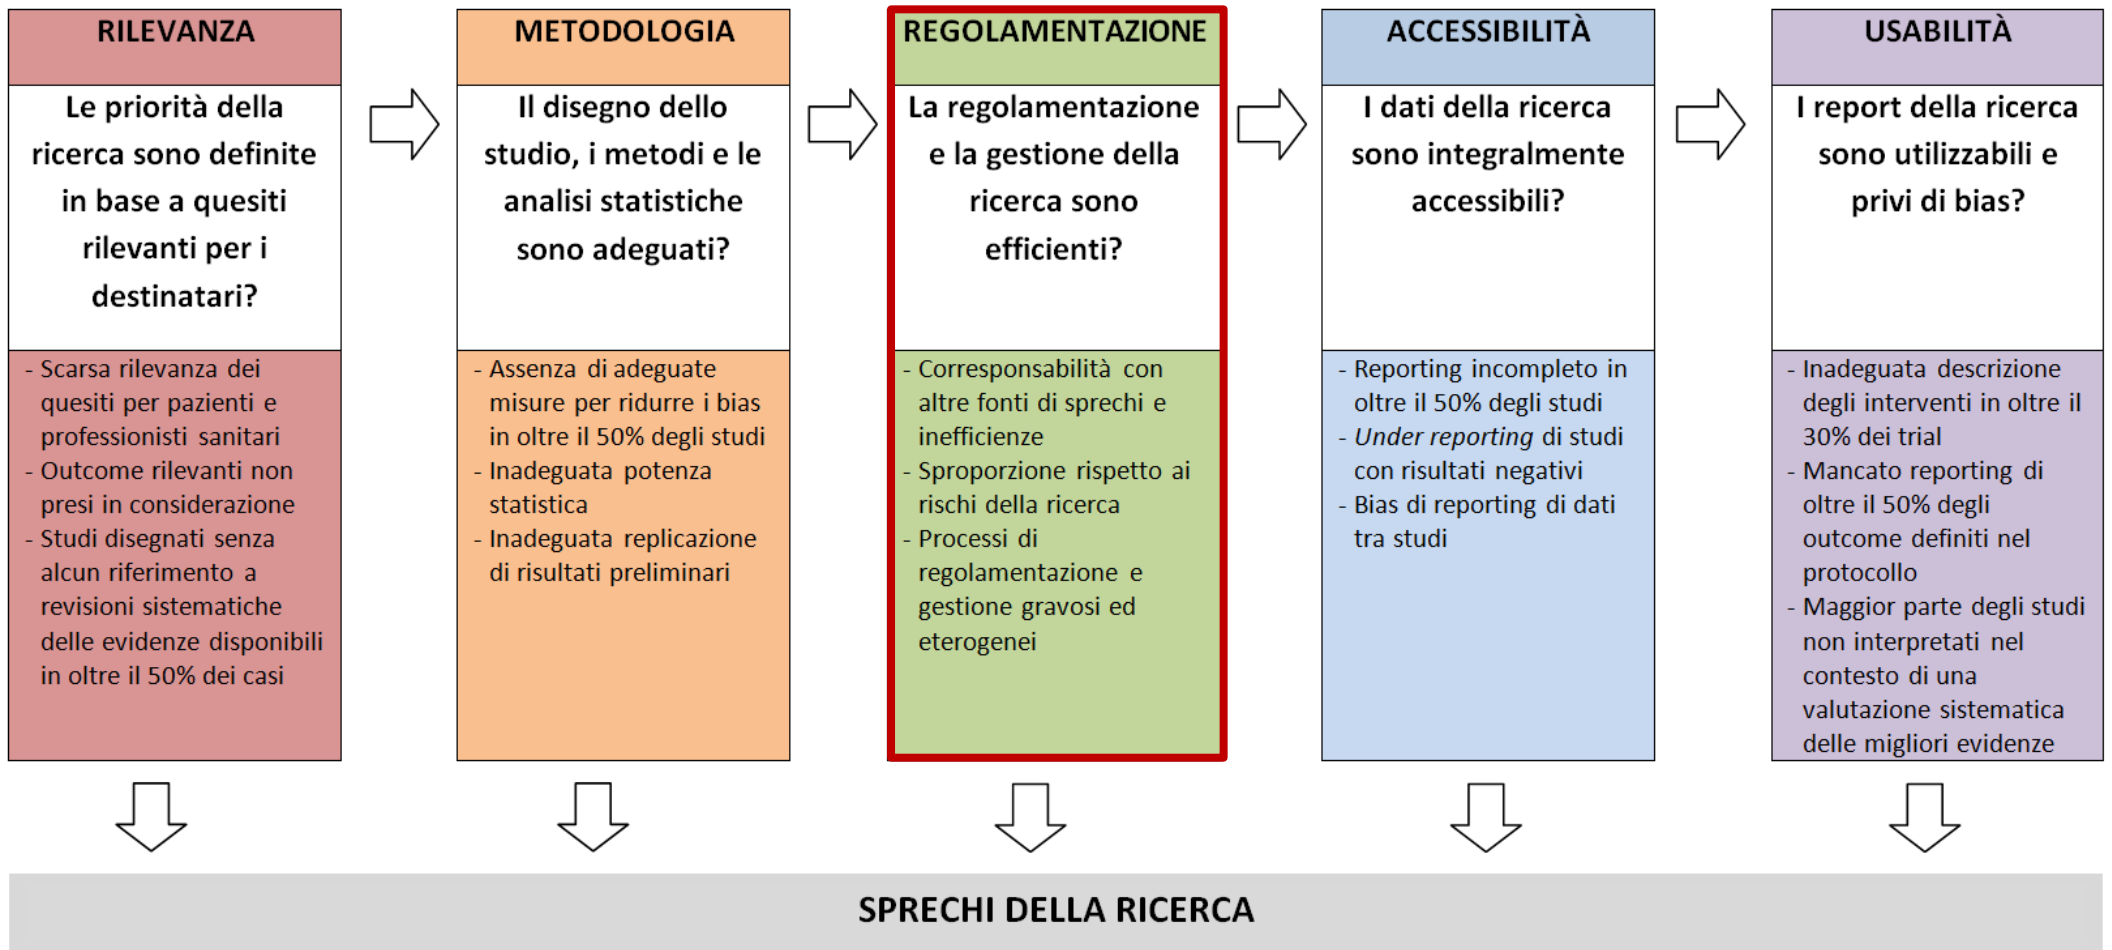 RILEVANZA
Le priorità della
ricerca sono definite
in base a quesiti
rilevanti per i
destinatari?
- Scarsa rilevanza dei
quesiti per pazienti e
professionisti sanitari
- Outcome rilevanti non
presi in considerazione
- Studi disegnati senza
alcun riferimento a
revisioni sistematiche
delle evidenze disponibili
in oltre il 50% dei casi
METODOLOGIA
Il disegno dello
studio, i metodi e le
analisi statistiche
sono adeguati?
- Assenza di adeguate
misure per ridurre i bias
in oltre il 50% degli studi
- Inadeguata potenza
statistica
- Inadeguata replicazione
di risultati preliminari
REGOLAMENTAZIONE
La regolamentazione
e la gestione della
ricerca sono
efficienti?
- Corresponsabilità con
altre fonti di sprechi e
inefficienze
- Sproporzione rispetto ai
rischi della ricerca
- Processi di
regolamentazione e
gestione gravosi ed
eterogenei
ACCESSIBILITÀ
I dati della ricerca
sono integralmente
accessibili?
- Reporting incompleto in
oltre il 50% degli studi
- Under reporting di studi
con risultati negativi
- Bias di reporting di dati
tra studi
USABILITÀ
I report della ricerca
sono utilizzabili e
privi di bias?
- Inadeguata descrizione
degli interventi in oltre il
30% dei trial
- Mancato reporting di
oltre il 50% degli
outcome definiti nel
protocollo
- Maggior parte degli studi
non interpretati nel
contesto di una
valutazione sistematica
delle migliori evidenze
SPRECHI DELLA RICERCA